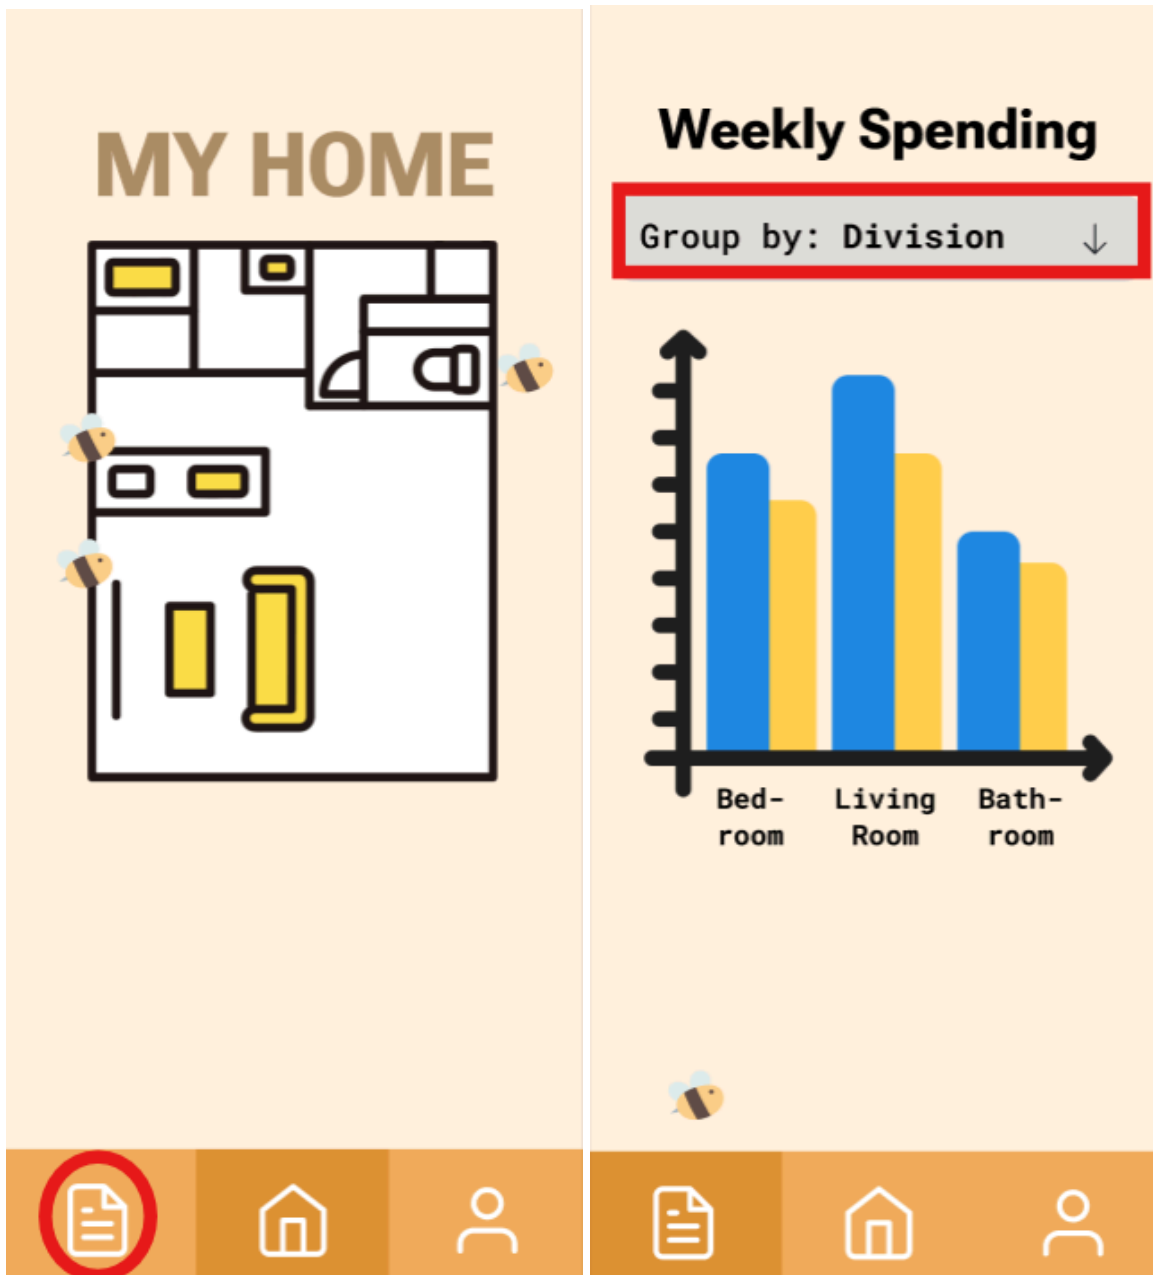 MY HOME
Weekly Spending
Group by: Division ↓
Bed-
room
Living
Room
Bath-
room